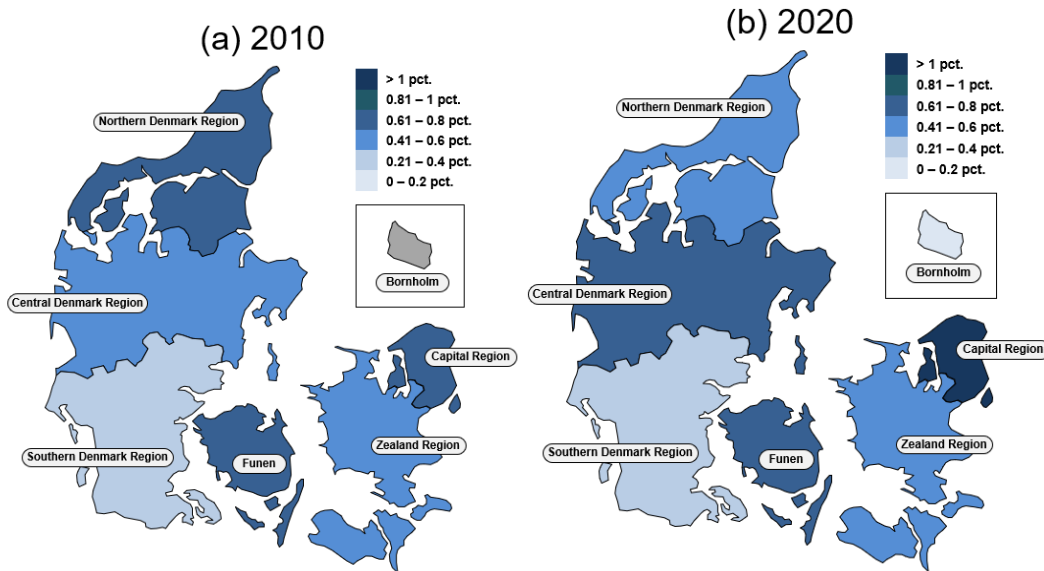 (a) 2010
> 1 pct.
0.81 – 1 pct.
0.61 – 0.8 pct.
0.41 – 0.6 pct.
0.21 – 0.4 pct.
0 – 0.2 pct.
Northern Denmark Region
Bornholm
Central Denmark Region
Capital Region
Zealand Region
Southern Denmark Region
Funen
(b) 2020
> 1 pct.
0.81 – 1 pct.
0.61 – 0.8 pct.
0.41 – 0.6 pct.
0.21 – 0.4 pct.
0 – 0.2 pct.
Northern Denmark Region
Bornholm
Central Denmark Region
Capital Region
Zealand Region
Southern Denmark Region
Funen